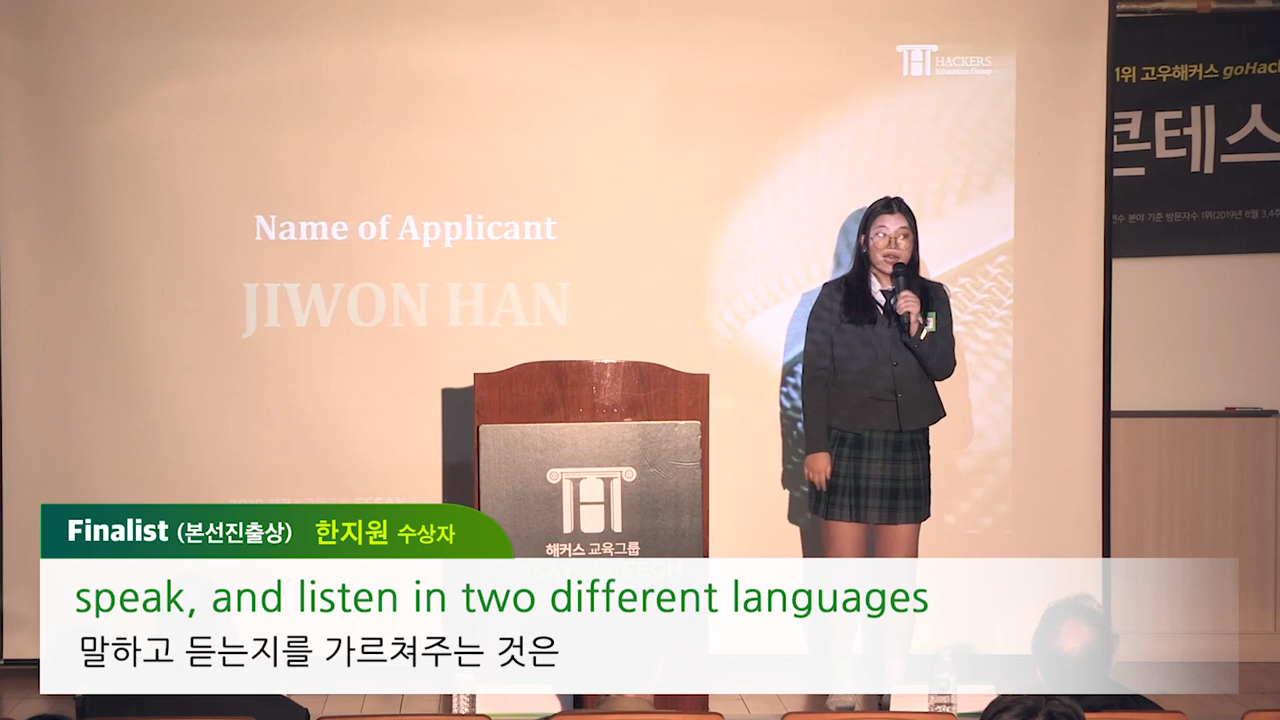 HACKERS
Education Group
1위 고우해커스 goHac
콘테스
Name of Applicant
JIWON HAN
해커스 교육그룹
Finalist (본선진출상) 한지원 수상자
speak, and listen in two different languages
말하고 듣는지를 가르쳐주는 것은